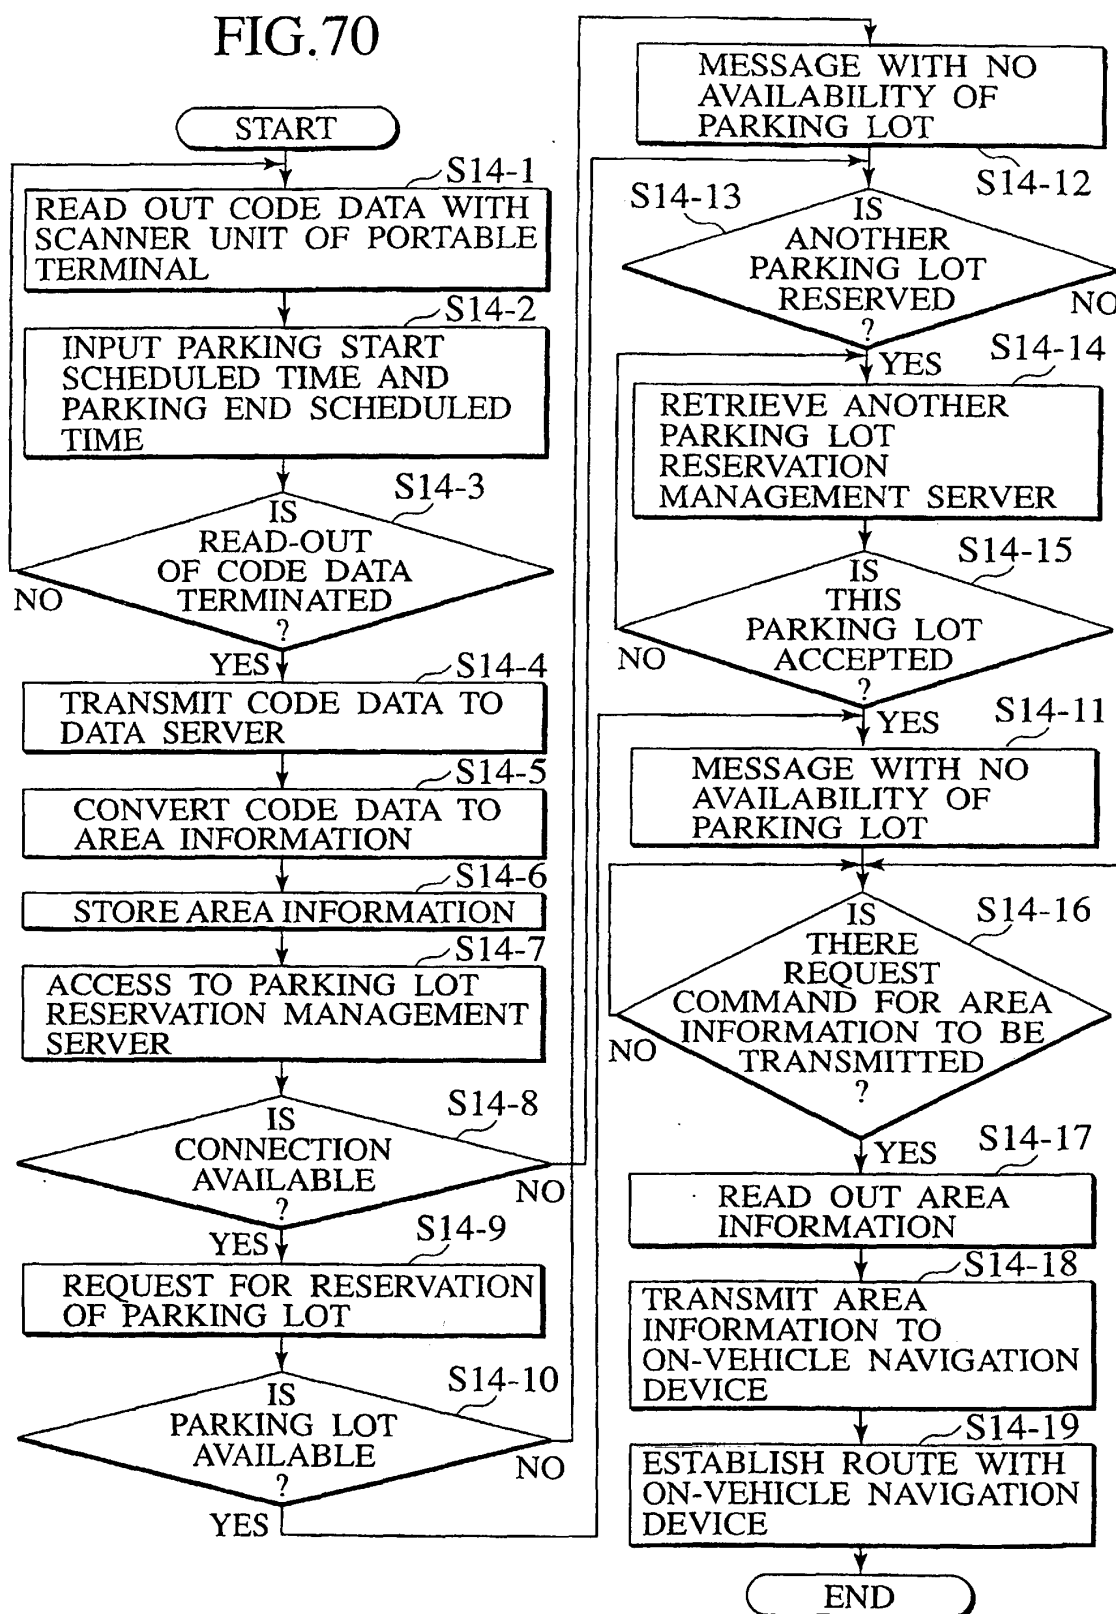 FIG.70
START
S14-1
READ OUT CODE DATA WITH
SCANNER UNIT OF PORTABLE
TERMINAL
S14-2
INPUT PARKING START
SCHEDULED TIME AND
PARKING END SCHEDULED
TIME
S14-3
IS
READ-OUT
OF CODE DATA
TERMINATED
?
NO
YES
S14-4
TRANSMIT CODE DATA TO
DATA SERVER
S14-5
CONVERT CODE DATA TO
AREA INFORMATION
S14-6
STORE AREA INFORMATION
S14-7
ACCESS TO PARKING LOT
RESERVATION MANAGEMENT
SERVER
S14-8
IS
CONNECTION
AVAILABLE
?
NO
YES
S14-9
REQUEST FOR RESERVATION
OF PARKING LOT
S14-10
IS
PARKING LOT
AVAILABLE
?
NO
YES
MESSAGE WITH NO
AVAILABILITY OF
PARKING LOT
S14-12
S14-13
IS
ANOTHER
PARKING LOT
RESERVED
?
NO
YES
S14-14
RETRIEVE ANOTHER
PARKING LOT
RESERVATION
MANAGEMENT SERVER
S14-15
IS
THIS
PARKING LOT
ACCEPTED
?
NO
YES
S14-11
MESSAGE WITH NO
AVAILABILITY OF
PARKING LOT
S14-16
IS
THERE
REQUEST
COMMAND FOR AREA
INFORMATION TO BE
TRANSMITTED
?
NO
YES
S14-17
READ OUT AREA
INFORMATION
S14-18
TRANSMIT AREA
INFORMATION TO
ON-VEHICLE NAVIGATION
DEVICE
S14-19
ESTABLISH ROUTE WITH
ON-VEHICLE NAVIGATION
DEVICE
END